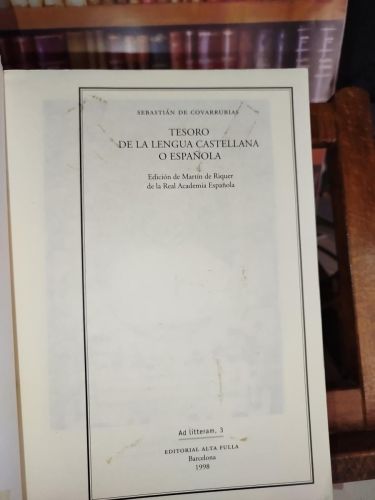 SEBASTIÁN DE COVARRUBIAS
TESORO
DE LA LENGUA CASTELLANA
O ESPAÑOLA
Edición de Martín de Riquer
de la Real Academia Española
Ad litteram, 3
EDITORIAL ALTA FULLA
Barcelona
1998